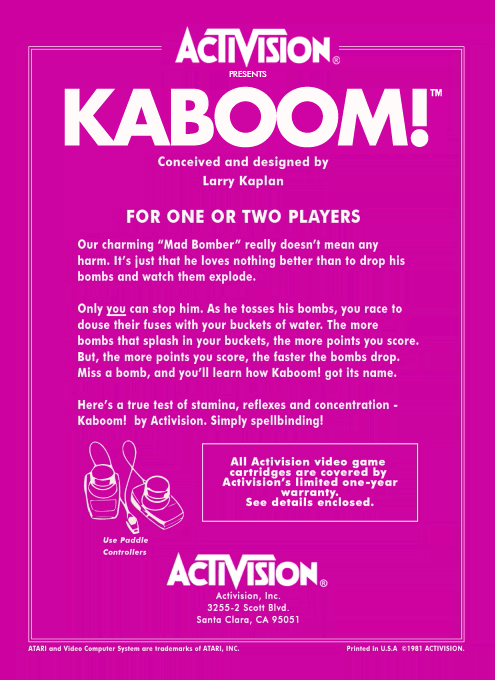 ACTIVISION®
PRESENTS
KABOOM!™
Conceived and designed by
Larry Kaplan
FOR ONE OR TWO PLAYERS
Our charming “Mad Bomber” really doesn’t mean any
harm. It’s just that he loves nothing better than to drop his
bombs and watch them explode.
Only you can stop him. As he tosses his bombs, you race to
douse their fuses with your buckets of water. The more
bombs that splash in your buckets, the more points you score.
But, the more points you score, the faster the bombs drop.
Miss a bomb, and you’ll learn how Kaboom! got its name.
Here’s a true test of stamina, reflexes and concentration -
Kaboom! by Activision. Simply spellbinding!
All Activision video game
cartridges are covered by
Activision’s limited one-year
warranty.
See details enclosed.
Use Paddle
Controllers
ACTIVISION®
Activision, Inc.
3255-2 Scott Blvd.
Santa Clara, CA 95051
ATARI and Video Computer System are trademarks of ATARI, INC.
Printed in U.S.A ©1981 ACTIVISION.